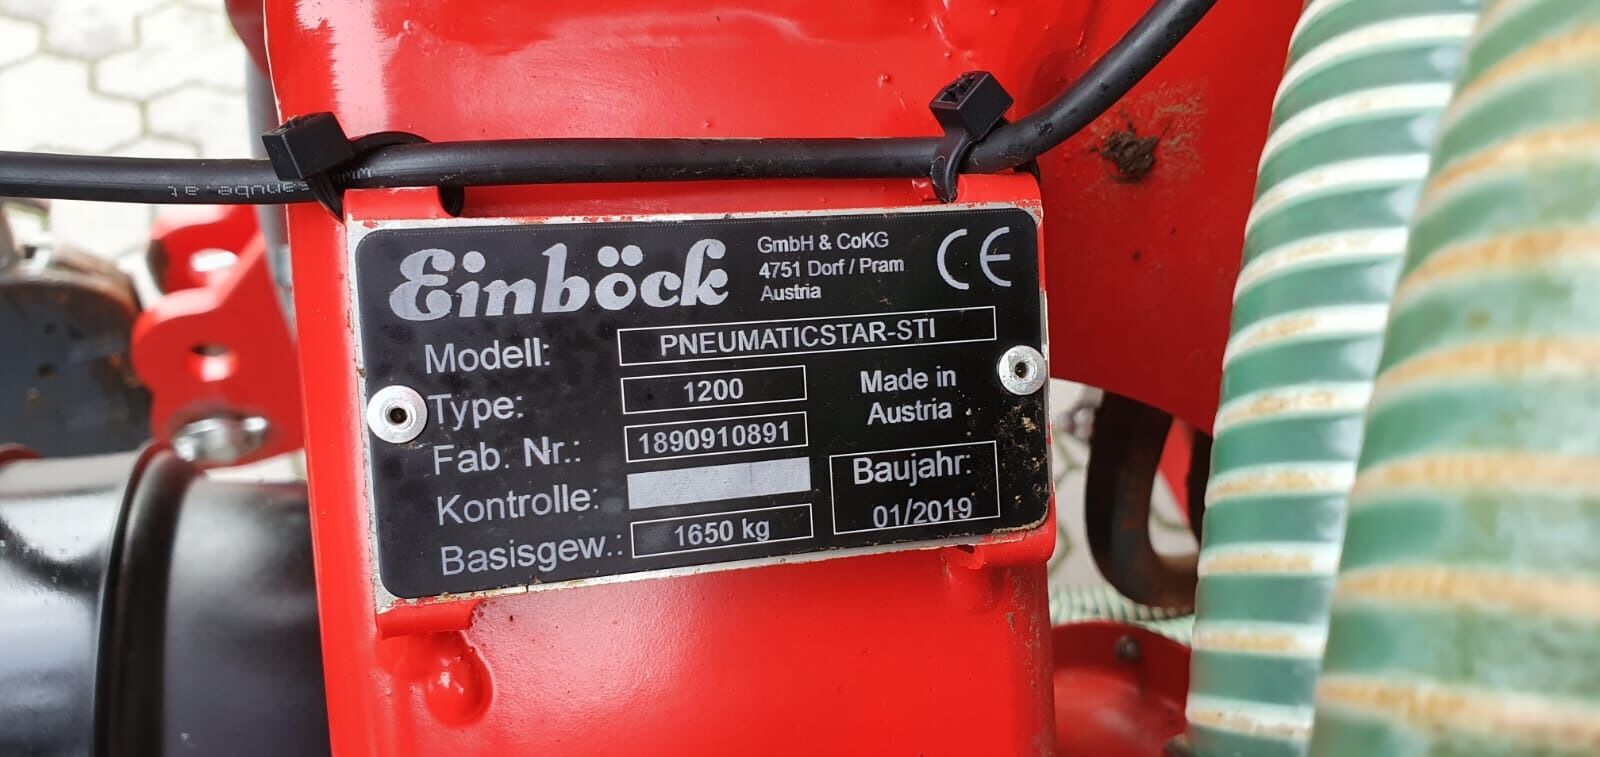 Einböck
GmbH & CoKG
4751 Dorf / Pram
Austria
CE
Modell: PNEUMATICSTAR-STI
Type: 1200
Fab. Nr.: 1890910891
Kontrolle:
Basisgew.: 1650 kg
Made in
Austria
Baujahr:
01/2019